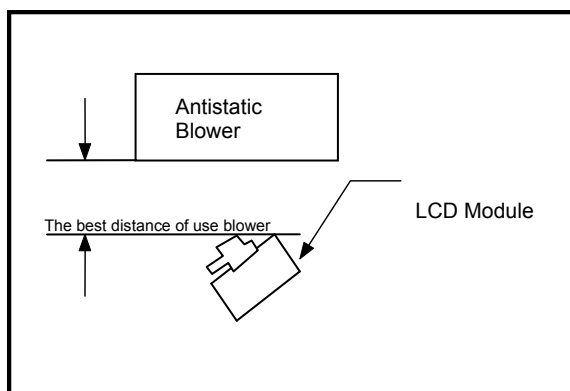 Antistatic
Blower
The best distance of use blower
LCD Module